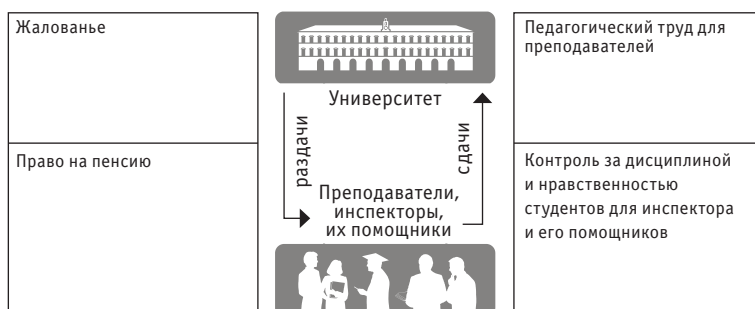 Жалованье
Право на пенсию
Университет
раздачи
сдачи
Преподаватели,
инспекторы,
их помощники
Педагогический труд для
преподавателей
Контроль за дисциплиной
и нравственностью
студентов для инспектора
и его помощников